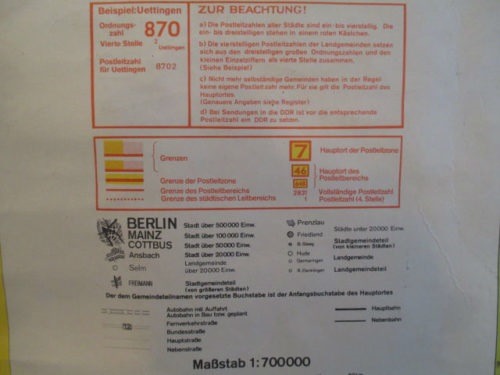 Beispiel: Uettingen
Ordnungs-
zahl 870
Vierte Stelle 2 Uettingen
Postleitzahl
für Uettingen 8702
ZUR BEACHTUNG!
a) Die Postleitzahlen aller Städte sind ein- bis vierstellig. Die
ein- bis dreistelligen stehen in einem roten Kästchen.
b) Die vierstelligen Postleitzahlen der Landgemeinden setzen
sich aus den dreistelligen großen Ordnungszahlen und den
kleinen Einzelziffern als vierte Stelle zusammen.
(Siehe Beispiel)
c) Nicht mehr selbständige Gemeinden haben in der Regel
keine eigene Postleitzahl mehr. Für sie gilt die Postleitzahl des
Hauptortes.
(Genauere Angaben siehe Register)
d) Bei Sendungen in die DDR ist vor die entsprechende
Postleitzahl ein DDR zu setzen.
Grenzen
Grenze der Postleitzone
Grenze des Postleitbereichs
Grenze des städtischen Leitbereichs
7 Hauptort der Postleitzone
46 Hauptort des
Postleitbereichs
2831 Vollständige Postleitzahl
1 Postleitzahl (4. Stelle)
BERLIN Stadt über 500000 Einw.
MAINZ Stadt über 100000 Einw.
COTTBUS Stadt über 50000 Einw.
Ansbach Stadt über 20000 Einw.
Selm Landgemeinde
über 20000 Einw.
FREIMANN Stadtgemeindeteil
(von größeren Städten)
Prenzlau Städte unter 20000 Einw.
Friedland
Stadtgemeindeteil
(von kleineren Städten)
Hude Landgemeinde
Landgemeindeteil
Der dem Gemeindeteilnamen vorgesetzte Buchstabe ist der Anfangsbuchstabe des Hauptortes
Autobahn mit Auffahrt
Autobahn in Bau bzw. geplant
Fernverkehrstraße
12 Bundesstraße
Hauptstraße
Nebenstraße
Hauptbahn
Nebenbahn
Maßstab 1:700000